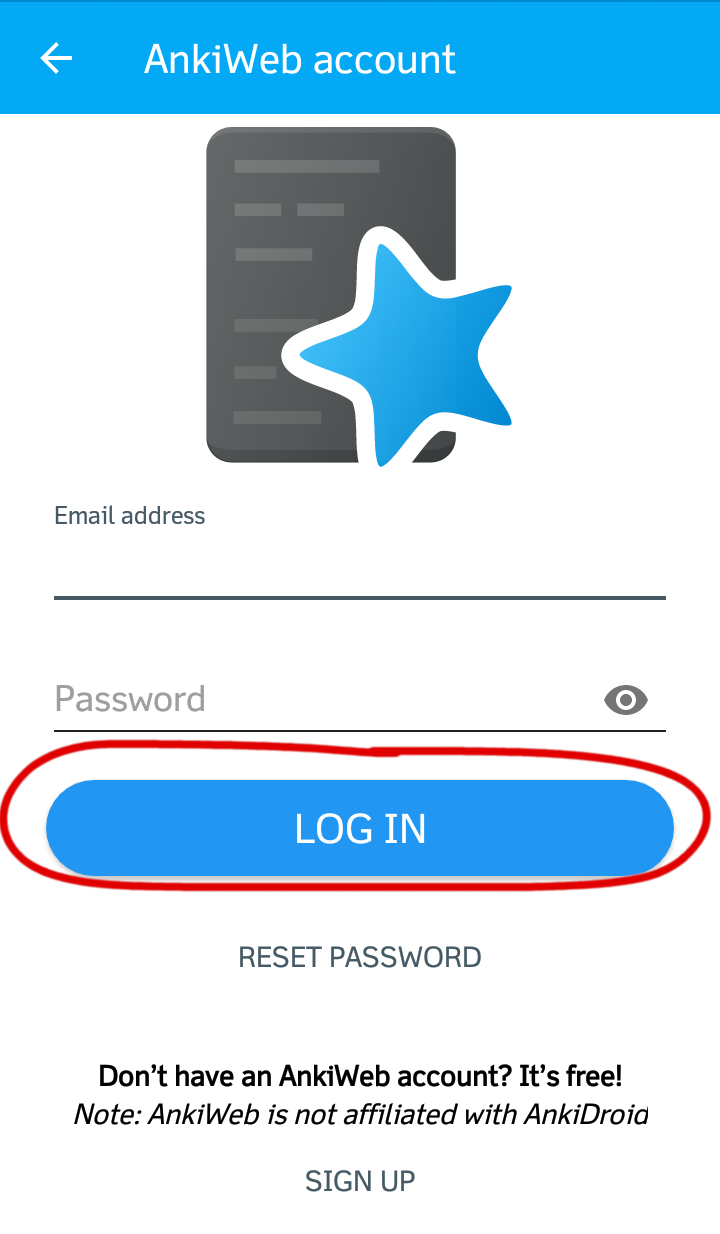 AnkiWeb account
Email address
Password
LOG IN
RESET PASSWORD
Don't have an AnkiWeb account? It's free!
Note: AnkiWeb is not affiliated with AnkiDroid
SIGN UP